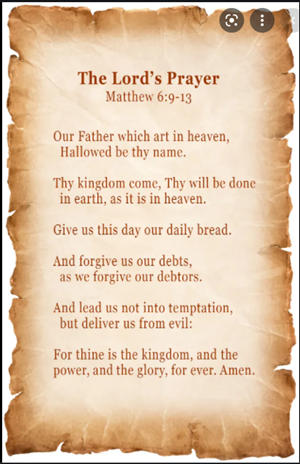 The Lord's Prayer
Matthew 6:9-13
Our Father which art in heaven,
Hallowed be thy name.
Thy kingdom come, Thy will be done
in earth, as it is in heaven.
Give us this day our daily bread.
And forgive us our debts,
as we forgive our debtors.
And lead us not into temptation,
but deliver us from evil:
For thine is the kingdom, and the
power, and the glory, for ever. Amen.